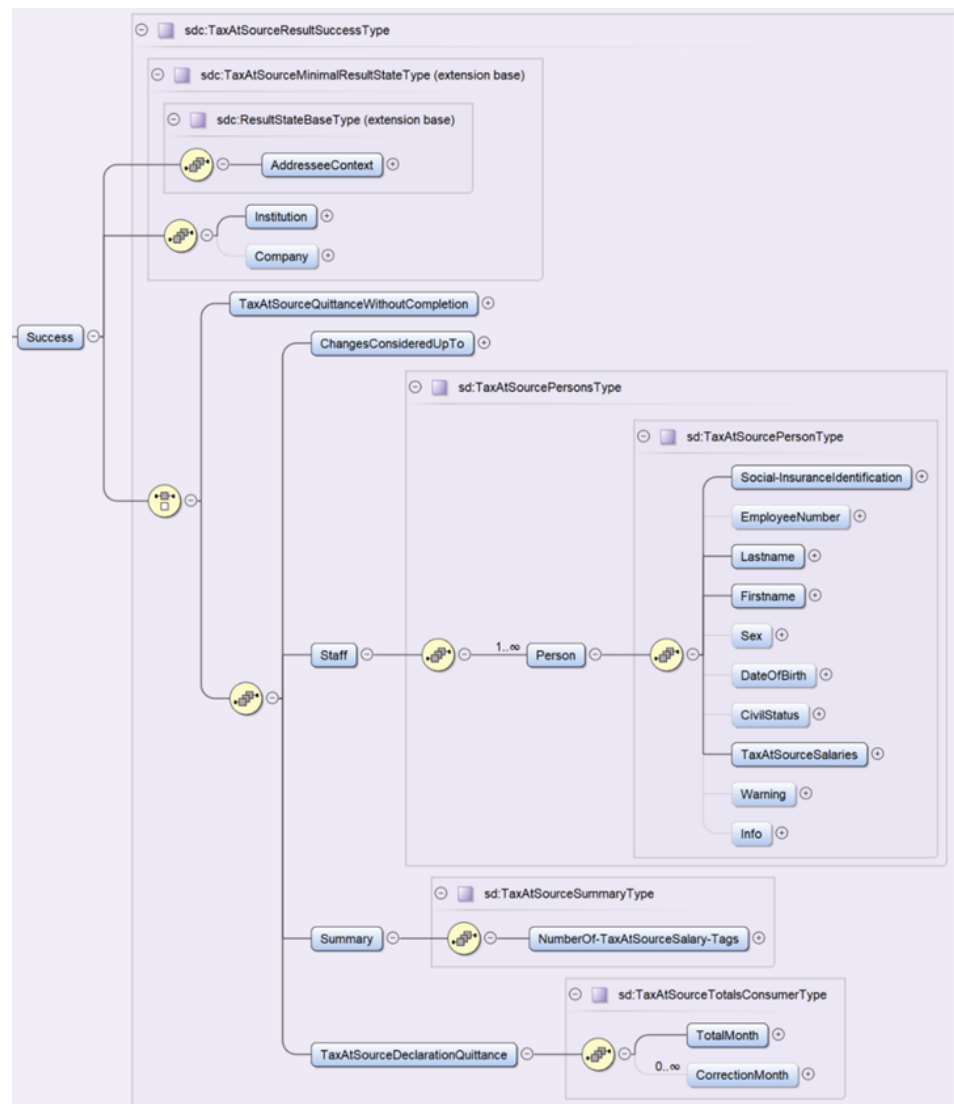 sdc:TaxAtSourceResultSuccessType
sdc:TaxAtSourceMinimalResultStateType (extension base)
sdc:ResultStateBaseType (extension base)
AddresseeContext
Institution
Company
TaxAtSourceQuittanceWithoutCompletion
Success
ChangesConsideredUpTo
sd:TaxAtSourcePersonsType
sd:TaxAtSourcePersonType
Social-InsuranceIdentification
EmployeeNumber
Lastname
Firstname
Sex
Staff
1..∞
Person
DateOfBirth
CivilStatus
TaxAtSourceSalaries
Warning
Info
sd:TaxAtSourceSummaryType
Summary
NumberOf-TaxAtSourceSalary-Tags
sd:TaxAtSourceTotalsConsumerType
TotalMonth
TaxAtSourceDeclarationQuittance
0..∞
CorrectionMonth